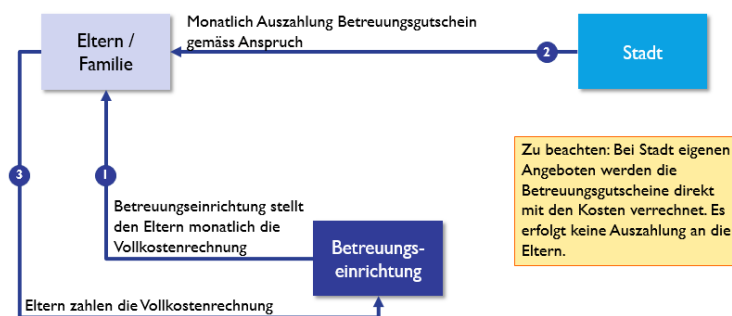 Monatlich Auszahlung Betreuungsgutschein
gemäss Anspruch
Eltern /
Familie
2
Stadt
3
1
Zu beachten: Bei Stadt eigenen
Angeboten werden die
Betreuungsgutscheine direkt
mit den Kosten verrechnet. Es
erfolgt keine Auszahlung an die
Eltern.
Betreuungseinrichtung stellt
den Eltern monatlich die
Vollkostenrechnung
Betreuungs-
einrichtung
Eltern zahlen die Vollkostenrechnung